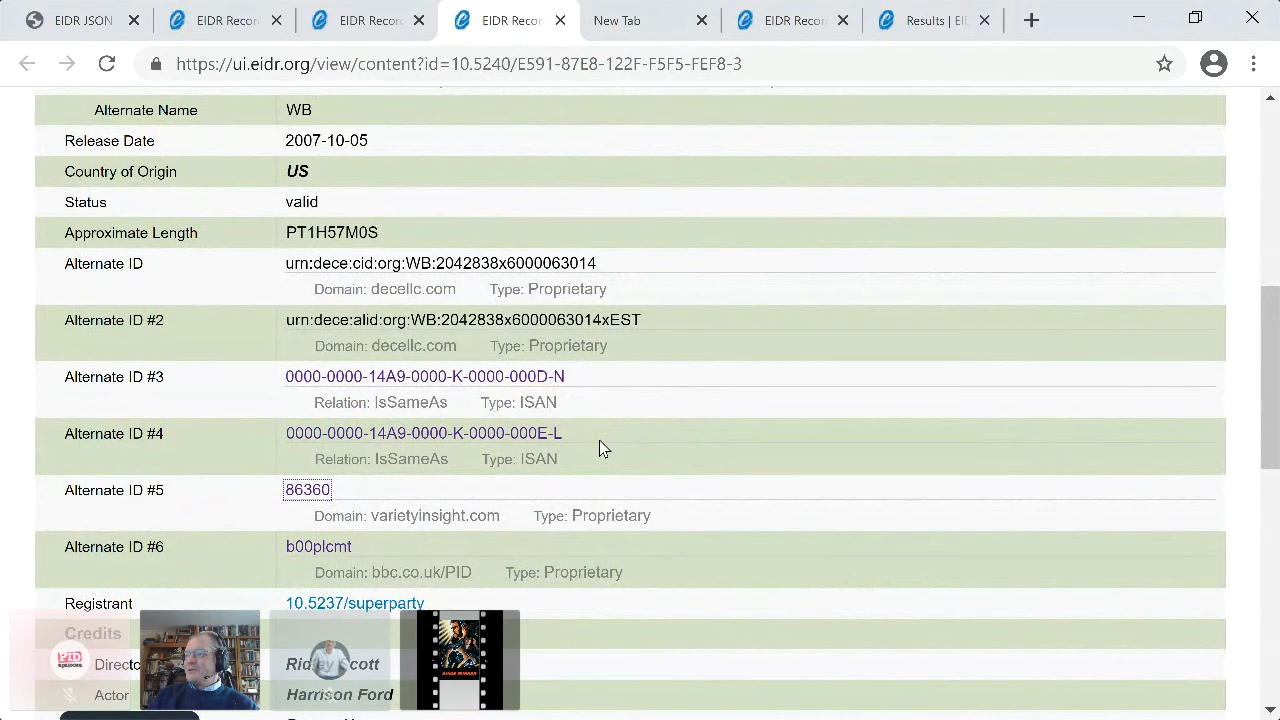 EIDR JSON
EIDR Recor
EIDR Recor
EIDR Recor
New Tab
EIDR Recor
Results | EI
https://ui.eidr.org/view/content?id=10.5240/E591-87E8-122F-F5F5-FEF8-3
Alternate Name WB
Release Date 2007-10-05
Country of Origin US
Status valid
Approximate Length PT1H57M0S
Alternate ID urn:dece:cid:org:WB:2042838x6000063014
Domain: decellc.com Type: Proprietary
Alternate ID #2 urn:dece:alid:org:WB:2042838x6000063014xEST
Domain: decellc.com Type: Proprietary
Alternate ID #3 0000-0000-14A9-0000-K-0000-000D-N
Relation: IsSameAs Type: ISAN
Alternate ID #4 0000-0000-14A9-0000-K-0000-000E-L
Relation: IsSameAs Type: ISAN
Alternate ID #5 86360
Domain: varietyinsight.com Type: Proprietary
Alternate ID #6 b00plcmt
Domain: bbc.co.uk/PID Type: Proprietary
Registrant 10.5237/superparty
Credits
Directo Ridley Scott
Actor Harrison Ford
PID
BLADE RUNNER